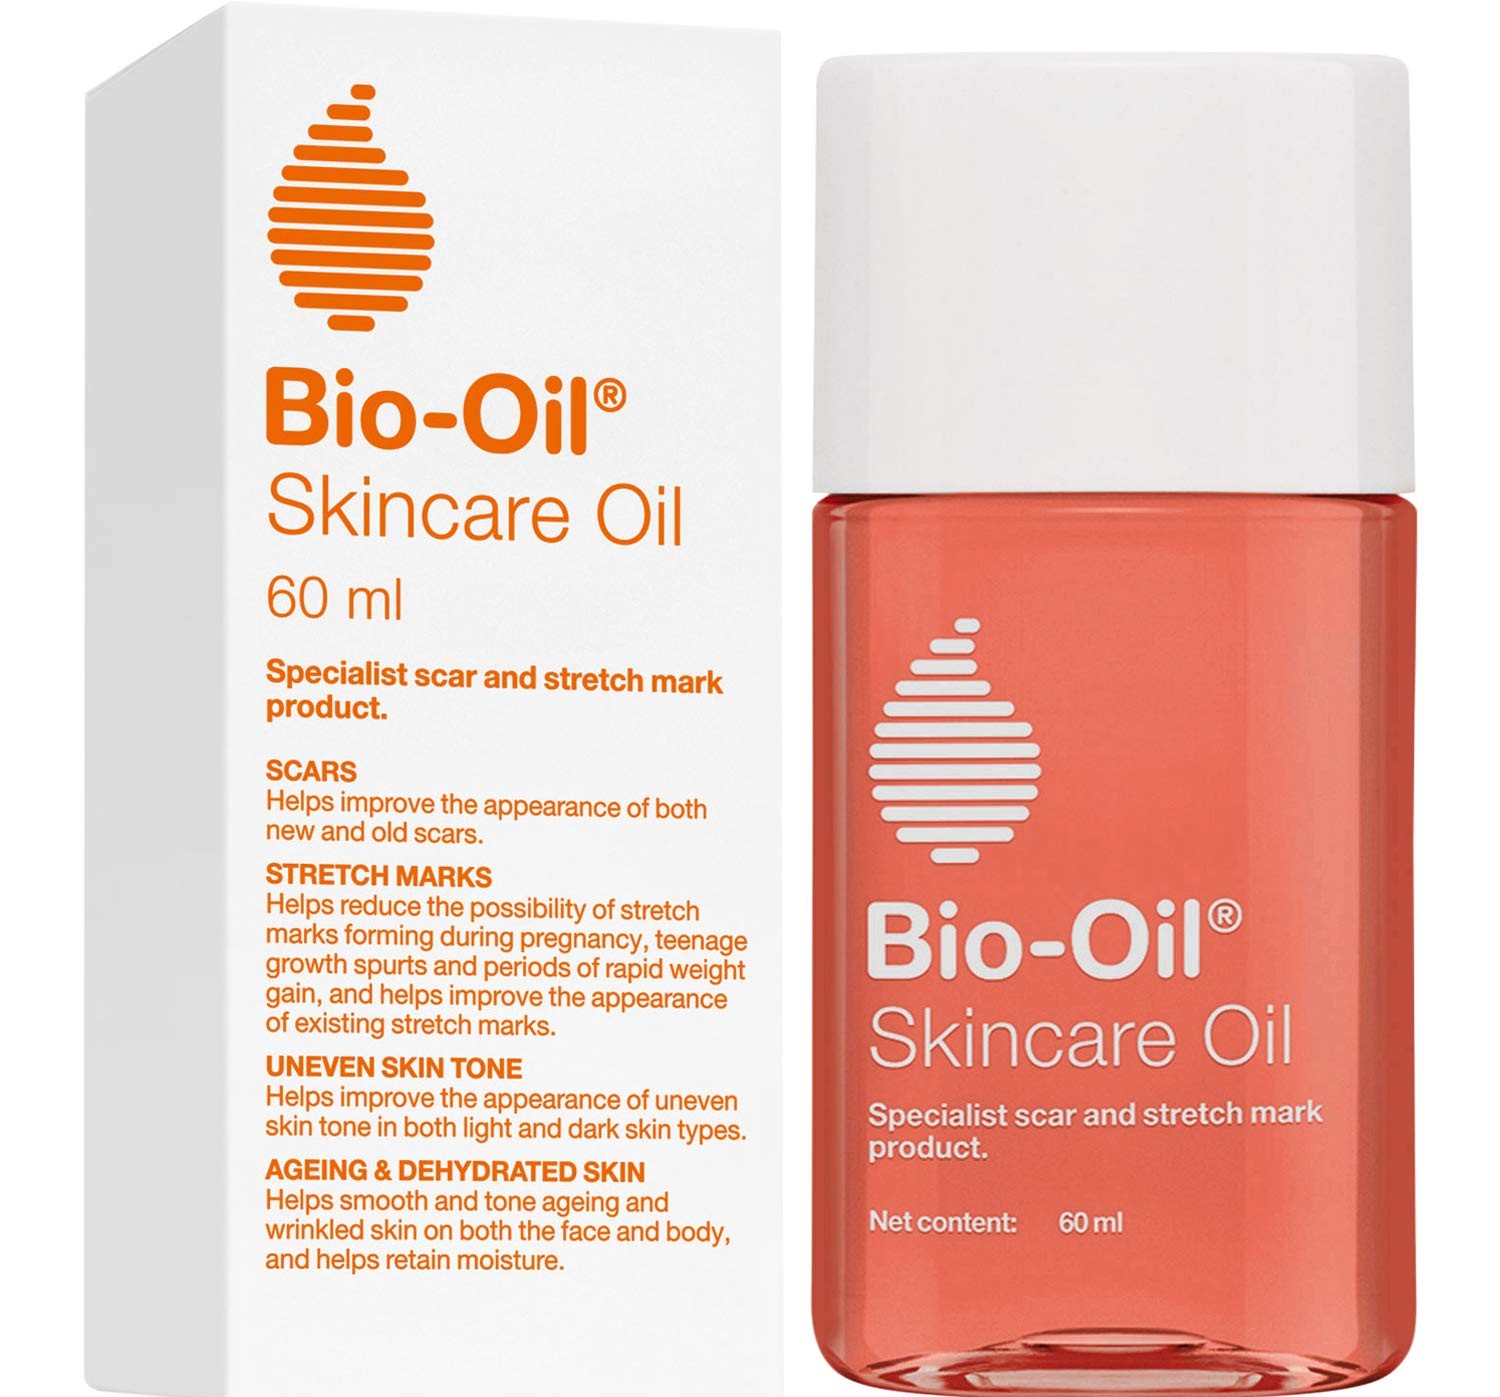 Bio-Oil®
Skincare Oil
60 ml
Specialist scar and stretch mark
product.
SCARS
Helps improve the appearance of both
new and old scars.
STRETCH MARKS
Helps reduce the possibility of stretch
marks forming during pregnancy, teenage
growth spurts and periods of rapid weight
gain, and helps improve the appearance
of existing stretch marks.
UNEVEN SKIN TONE
Helps improve the appearance of uneven
skin tone in both light and dark skin types.
AGEING & DEHYDRATED SKIN
Helps smooth and tone ageing and
wrinkled skin on both the face and body,
and helps retain moisture.
Bio-Oil®
Skincare Oil
Specialist scar and stretch mark
product.
Net content: 60 ml